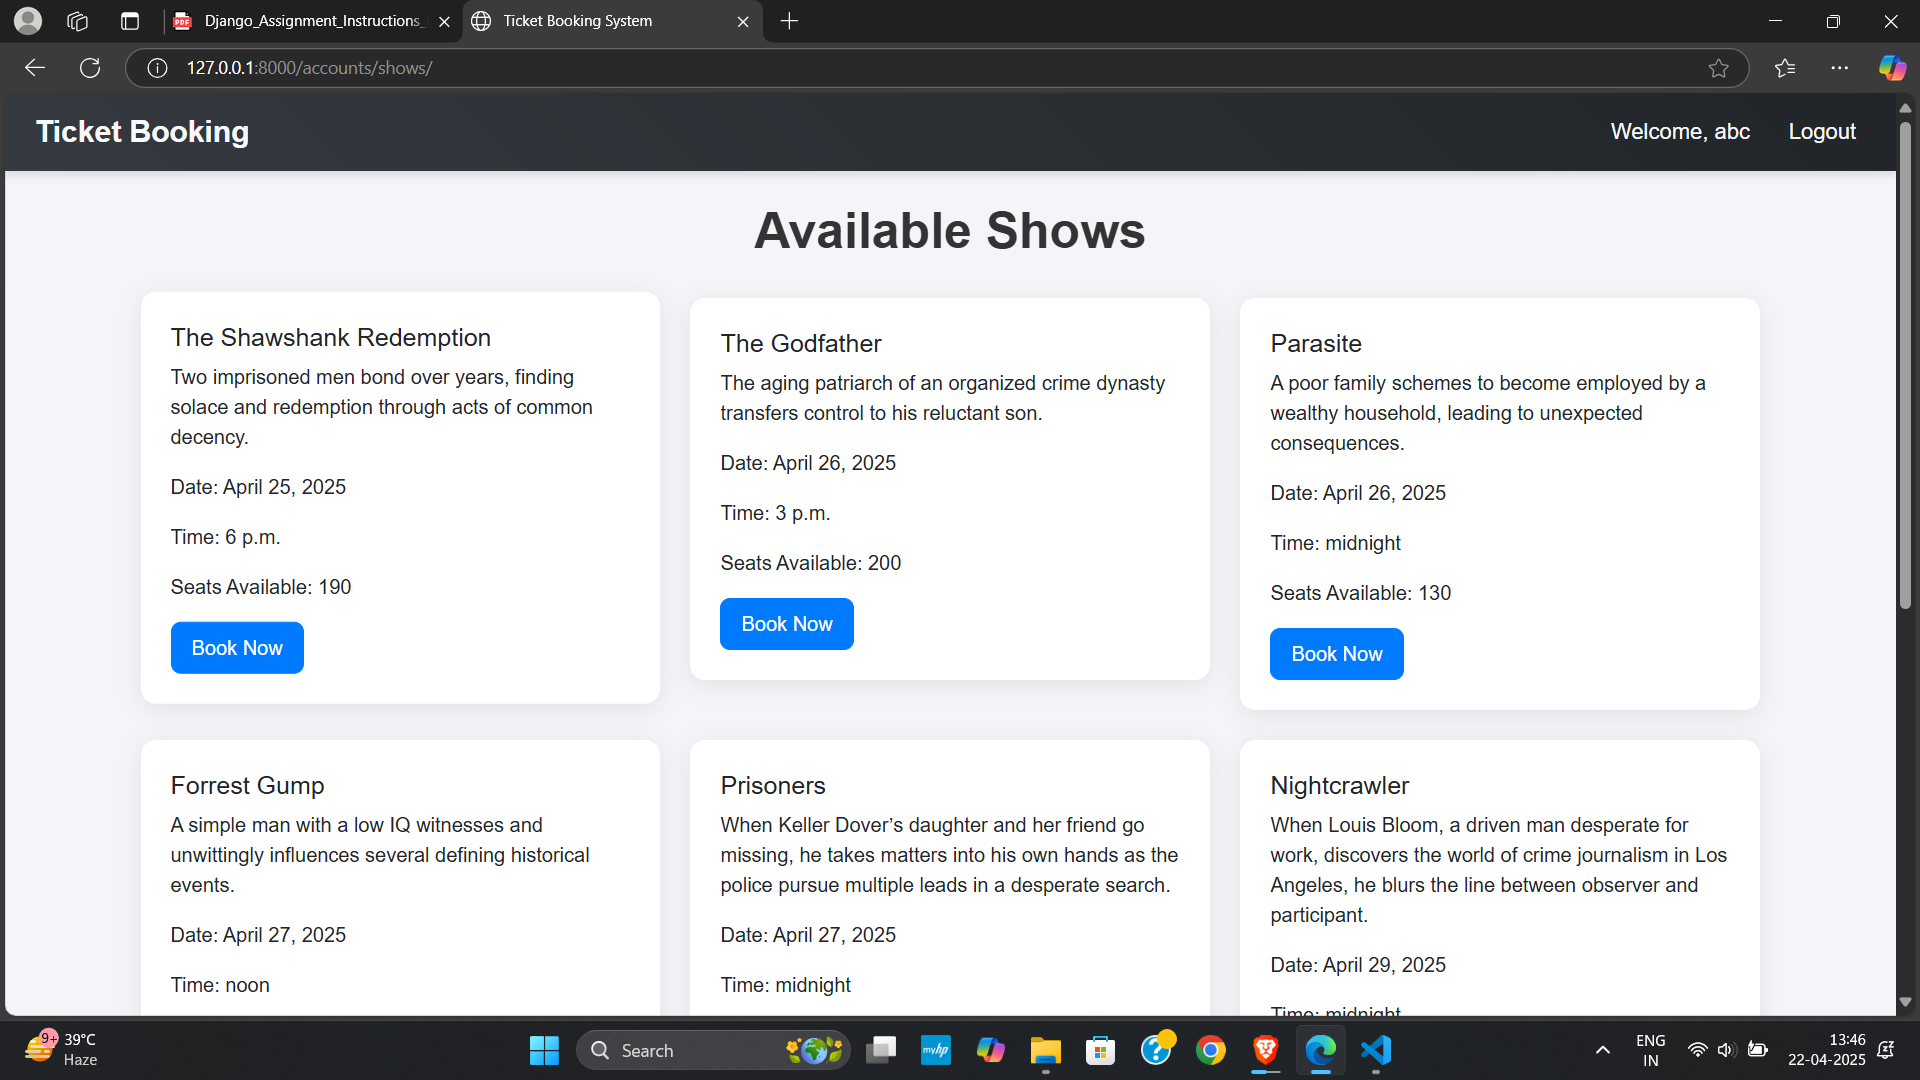 Django_Assignment_Instructions_
Ticket Booking System
127.0.0.1:8000/accounts/shows/
Ticket Booking
Welcome, abc
Logout
Available Shows
The Shawshank Redemption
Two imprisoned men bond over years, finding
solace and redemption through acts of common
decency.
Date: April 25, 2025
Time: 6 p.m.
Seats Available: 190
Book Now
The Godfather
The aging patriarch of an organized crime dynasty
transfers control to his reluctant son.
Date: April 26, 2025
Time: 3 p.m.
Seats Available: 200
Book Now
Parasite
A poor family schemes to become employed by a
wealthy household, leading to unexpected
consequences.
Date: April 26, 2025
Time: midnight
Seats Available: 130
Book Now
Forrest Gump
A simple man with a low IQ witnesses and
unwittingly influences several defining historical
events.
Date: April 27, 2025
Time: noon
Prisoners
When Keller Dover’s daughter and her friend go
missing, he takes matters into his own hands as the
police pursue multiple leads in a desperate search.
Date: April 27, 2025
Time: midnight
Nightcrawler
When Louis Bloom, a driven man desperate for
work, discovers the world of crime journalism in Los
Angeles, he blurs the line between observer and
participant.
Date: April 29, 2025
Time: midnight
9+
39°C
Haze
Search
myhp
ENG
IN
13:46
22-04-2025